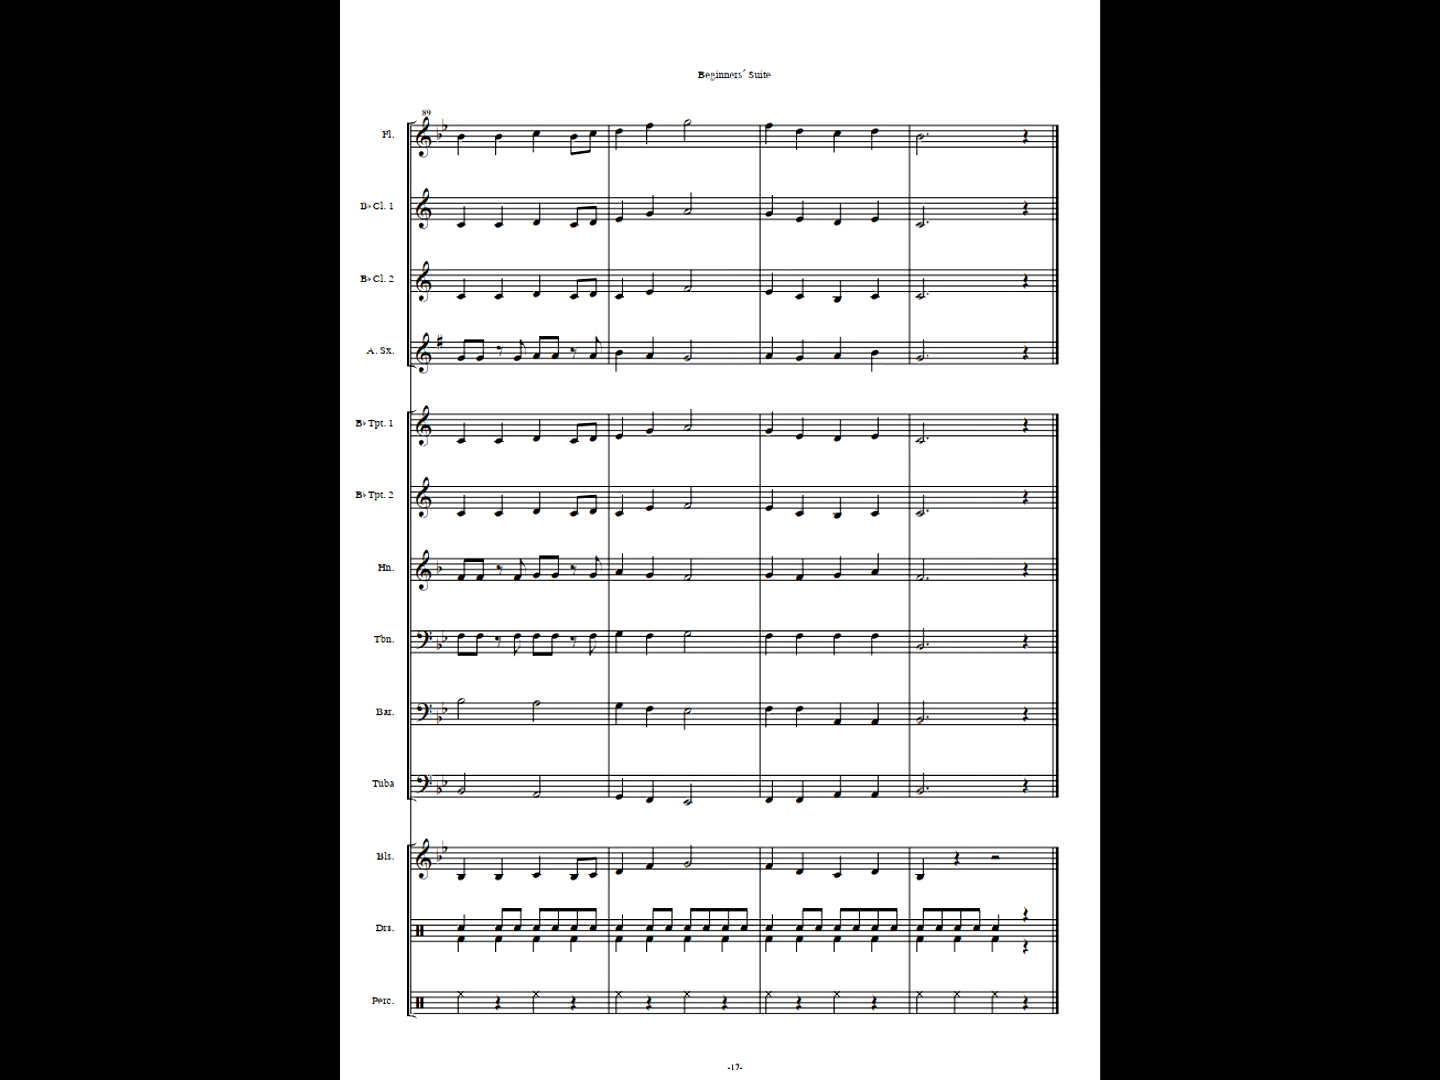 Beginners' Suite
89
Fl.
B♭ Cl. 1
B♭ Cl. 2
A. Sx.
B♭ Tpt. 1
B♭ Tpt. 2
Hn.
Tbn.
Bar.
Tuba
Bls.
Drs.
Perc.
-17-